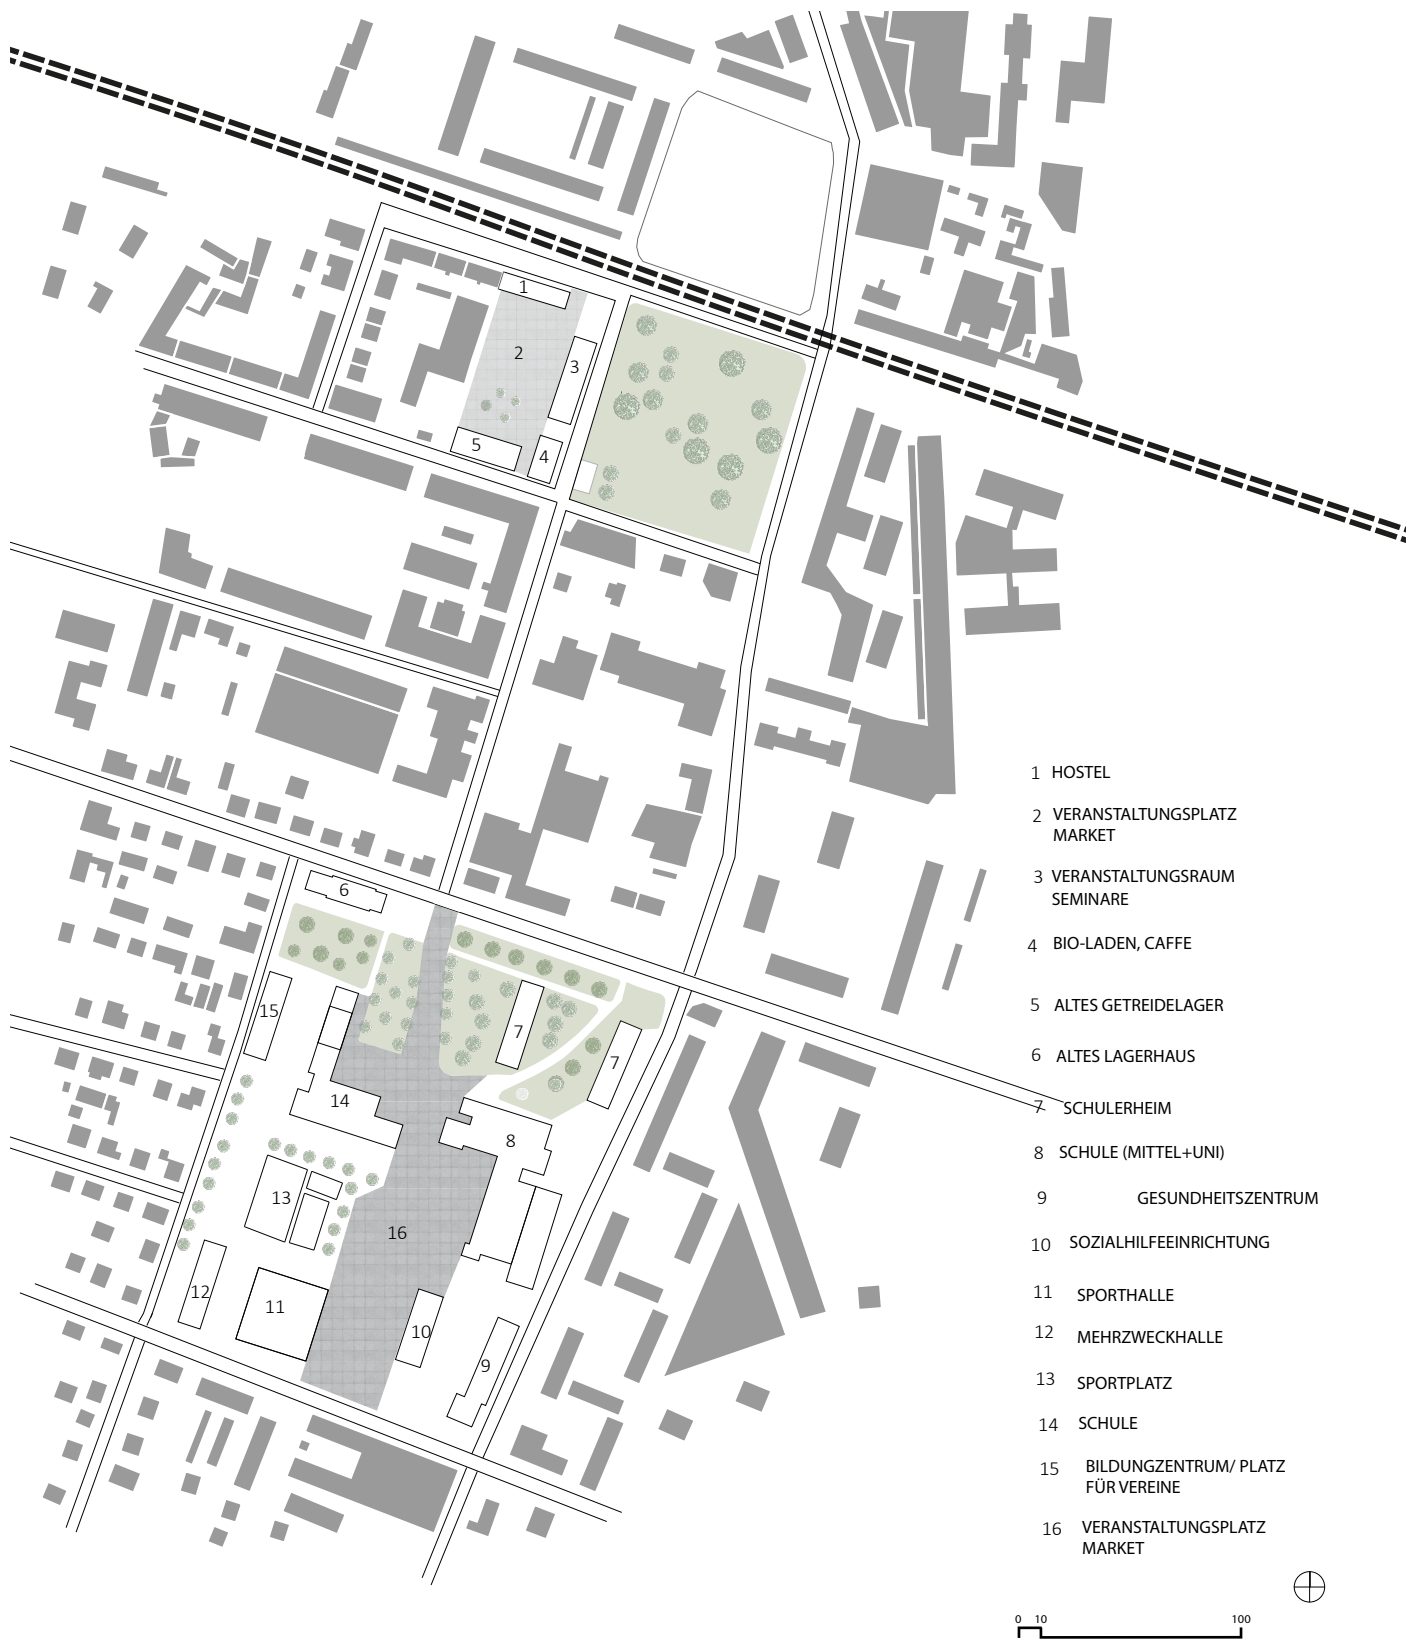 1
2
3
5
4
6
15
7
7
14
8
13
16
12
11
10
9
1 HOSTEL
2 VERANSTALTUNGSPLATZ
MARKET
3 VERANSTALTUNGSRAUM
SEMINARE
4 BIO-LADEN, CAFFE
5 ALTES GETREIDELAGER
6 ALTES LAGERHAUS
7 SCHULERHEIM
8 SCHULE (MITTEL+UNI)
9 GESUNDHEITSZENTRUM
10 SOZIALHILFEEINRICHTUNG
11 SPORTHALLE
12 MEHRZWECKHALLE
13 SPORTPLATZ
14 SCHULE
15 BILDUNGZENTRUM/ PLATZ
FÜR VEREINE
16 VERANSTALTUNGSPLATZ
MARKET
0 10 100